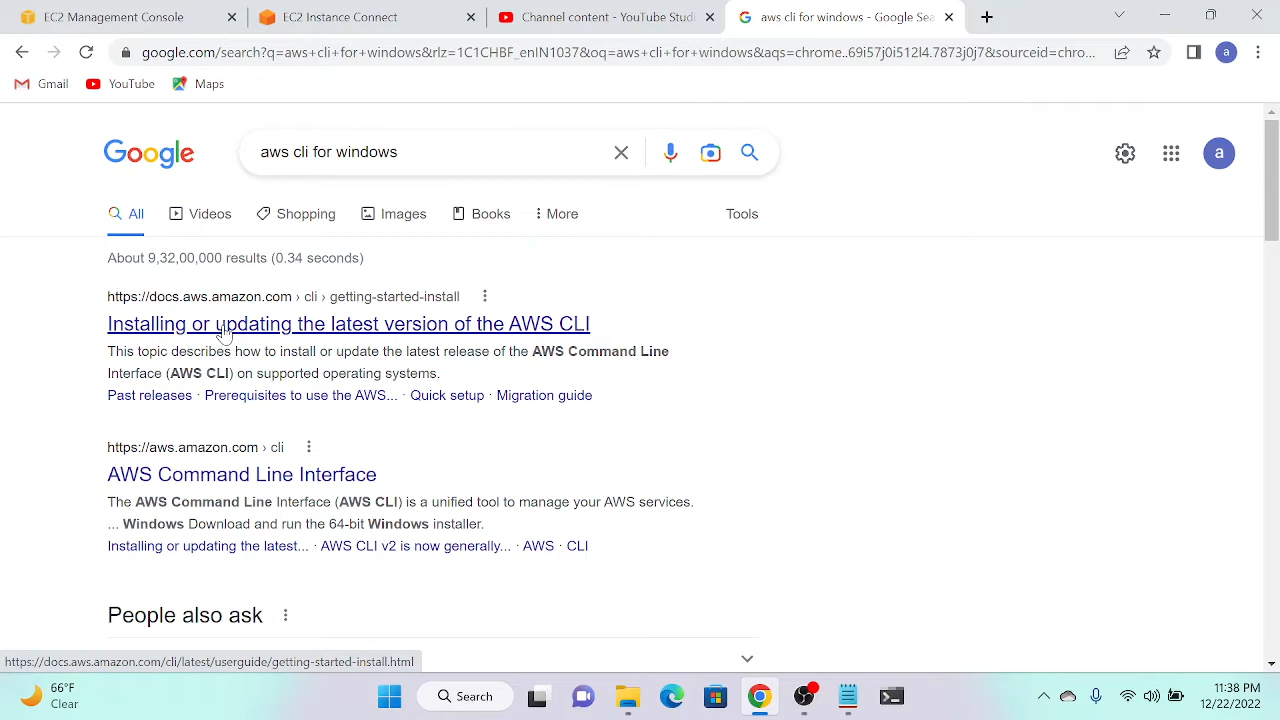 EC2 Management Console
EC2 Instance Connect
Channel content - YouTube Studi
aws cli for windows - Google Sea
google.com/search?q=aws+cli+for+windows&rlz=1C1CHBF_enIN1037&oq=aws+cli+for+windows&aqs=chrome..69i57j0i512l4.7873j0j7&sourceid=chro...
a
Gmail
YouTube
Maps
Google
aws cli for windows
a
All
Videos
Shopping
Images
Books
More
Tools
About 9,32,00,000 results (0.34 seconds)
https://docs.aws.amazon.com › cli › getting-started-install
Installing or updating the latest version of the AWS CLI
This topic describes how to install or update the latest release of the AWS Command Line
Interface (AWS CLI) on supported operating systems.
Past releases · Prerequisites to use the AWS... · Quick setup · Migration guide
https://aws.amazon.com › cli
AWS Command Line Interface
The AWS Command Line Interface (AWS CLI) is a unified tool to manage your AWS services.
... Windows Download and run the 64-bit Windows installer.
Installing or updating the latest... · AWS CLI v2 is now generally... · AWS · CLI
People also ask
https://docs.aws.amazon.com/cli/latest/userguide/getting-started-install.html
66°F
Clear
Search
11:38 PM
12/22/2022